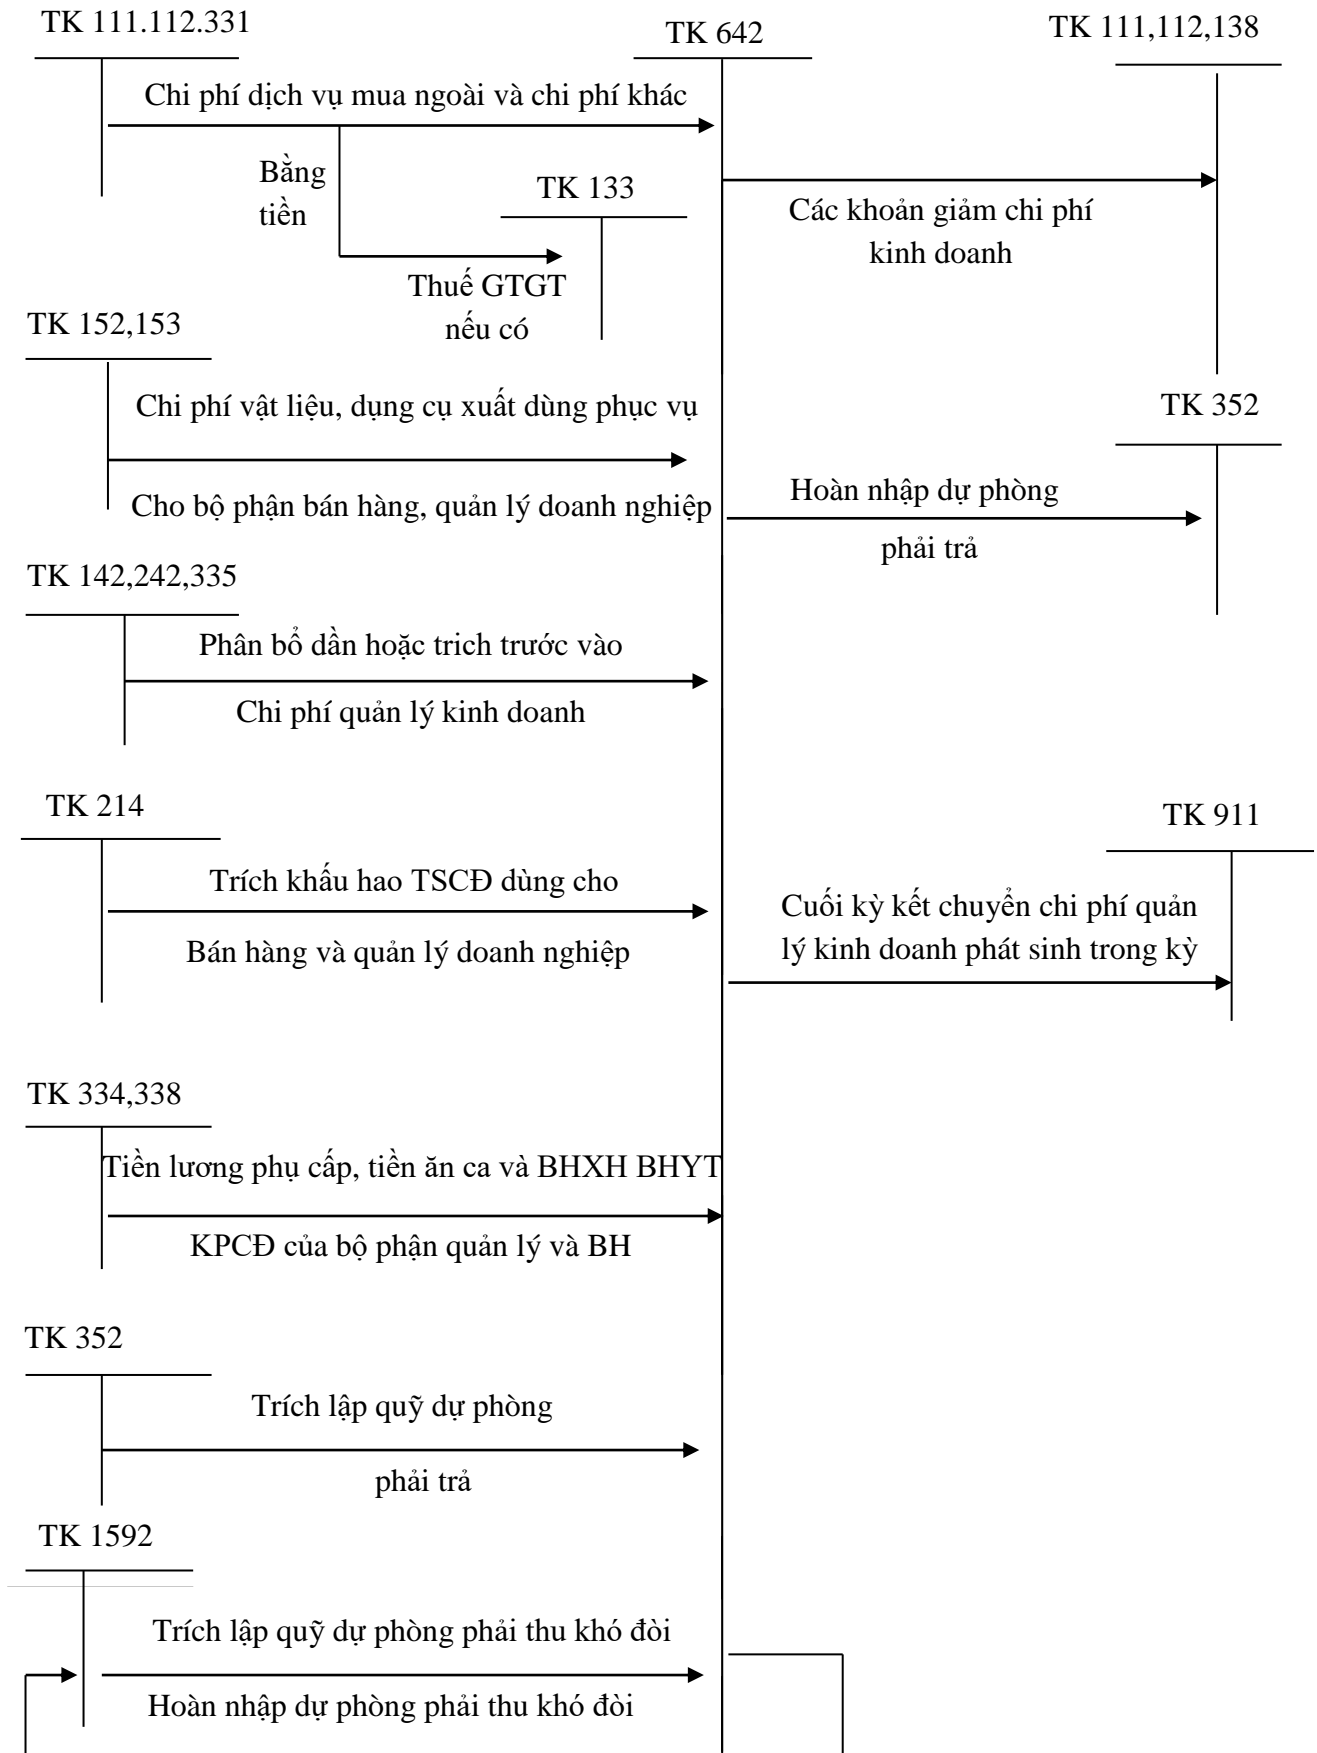 TK 111.112.331
TK 642
TK 111,112,138
Chi phí dịch vụ mua ngoài và chi phí khác
Bằng
tiền
TK 133
Thuế GTGT
nếu có
Các khoản giảm chi phí
kinh doanh
TK 152,153
Chi phí vật liệu, dụng cụ xuất dùng phục vụ
Cho bộ phận bán hàng, quản lý doanh nghiệp
TK 352
Hoàn nhập dự phòng
phải trả
TK 142,242,335
Phân bổ dần hoặc trich trước vào
Chi phí quản lý kinh doanh
TK 214
Trích khấu hao TSCĐ dùng cho
Bán hàng và quản lý doanh nghiệp
TK 911
Cuối kỳ kết chuyển chi phí quản
lý kinh doanh phát sinh trong kỳ
TK 334,338
Tiền lương phụ cấp, tiền ăn ca và BHXH BHYT
KPCĐ của bộ phận quản lý và BH
TK 352
Trích lập quỹ dự phòng
phải trả
TK 1592
Trích lập quỹ dự phòng phải thu khó đòi
Hoàn nhập dự phòng phải thu khó đòi